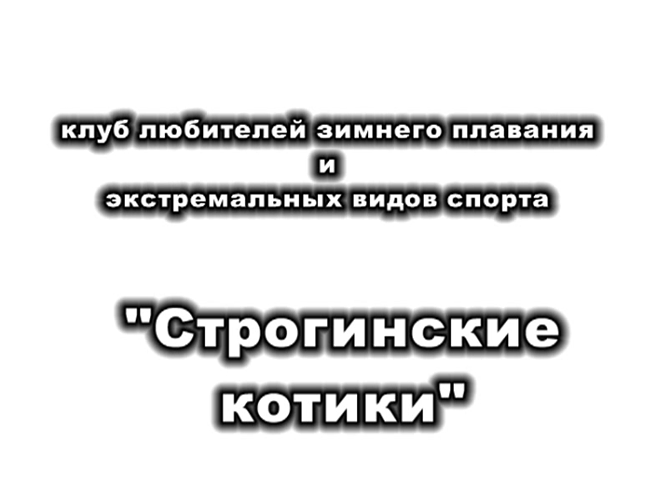 клуб любителей зимнего плавания
и
экстремальных видов спорта
"Строгинские
котики"